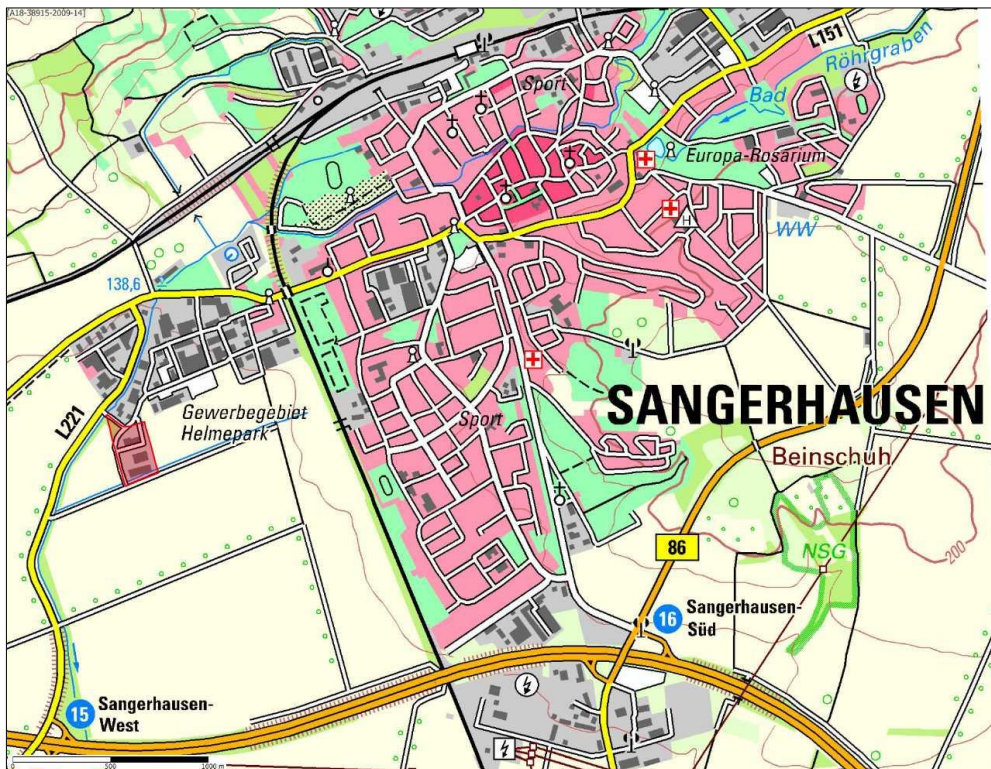 [A18-38915-2009-14]
L151
Röhrgraben
Sport
Bad
Europa-Rosarium
H
WW
138,6
L221
Gewerbegebiet
Helmepark
Sport
SANGERHAUSEN
Beinschuh
86
NSG
200
16
Sangerhausen-
Süd
15
Sangerhausen-
West
0 500 1000 m